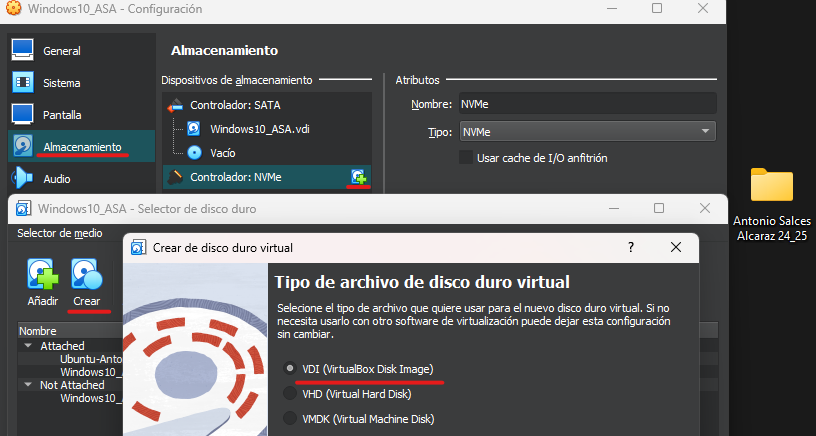 Windows10_ASA - Configuración
General
Sistema
Pantalla
Almacenamiento
Audio
Almacenamiento
Dispositivos de almacenamiento
Controlador: SATA
Windows10_ASA.vdi
Vacío
Controlador: NVMe
Atributos
Nombre: NVMe
Tipo: NVMe
Usar cache de I/O anfitrión
Antonio Salces
Alcaraz 24_25
Windows10_ASA - Selector de disco duro
Selector de medio
Añadir
Crear
Nombre
Attached
Ubuntu-Anto
Windows10_
Not Attached
Windows10_
Crear de disco duro virtual
?
Tipo de archivo de disco duro virtual
Seleccione el tipo de archivo que quiere usar para el nuevo disco duro virtual. Si no
necesita usarlo con otro software de virtualización puede dejar esta configuración
sin cambiar.
VDI (VirtualBox Disk Image)
VHD (Virtual Hard Disk)
VMDK (Virtual Machine Disk)